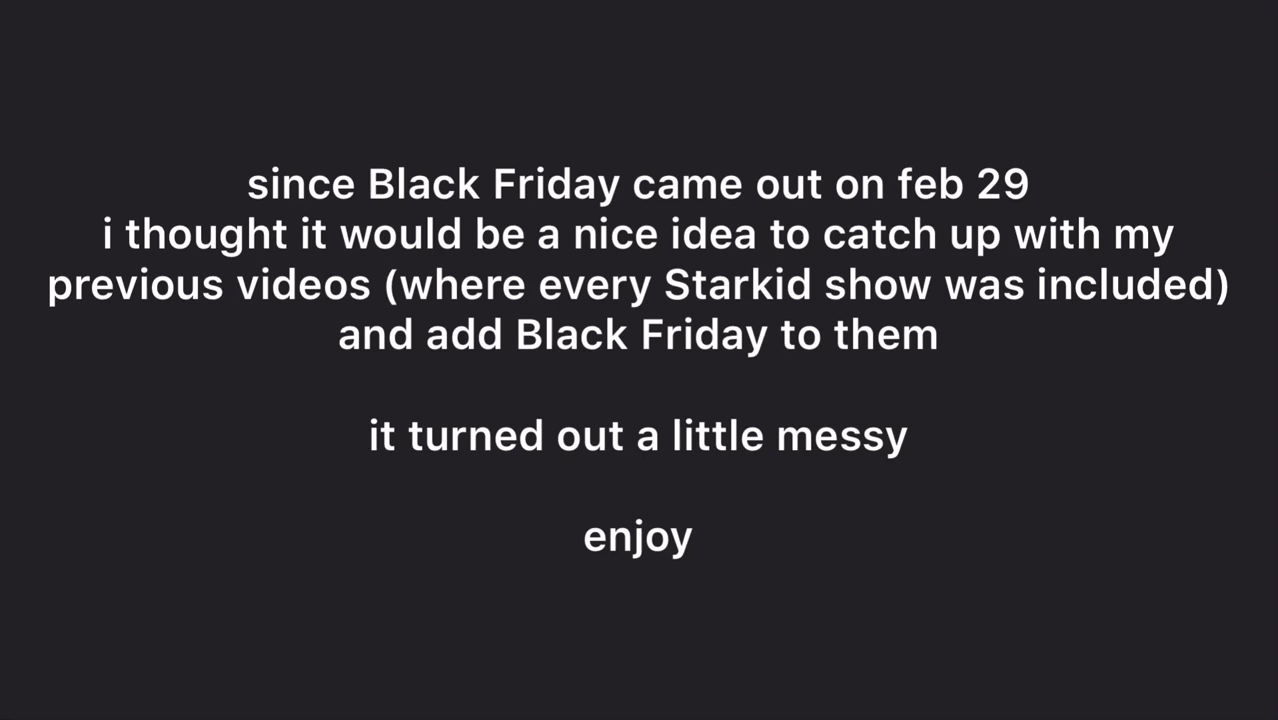 since Black Friday came out on feb 29
i thought it would be a nice idea to catch up with my
previous videos (where every Starkid show was included)
and add Black Friday to them
it turned out a little messy
enjoy